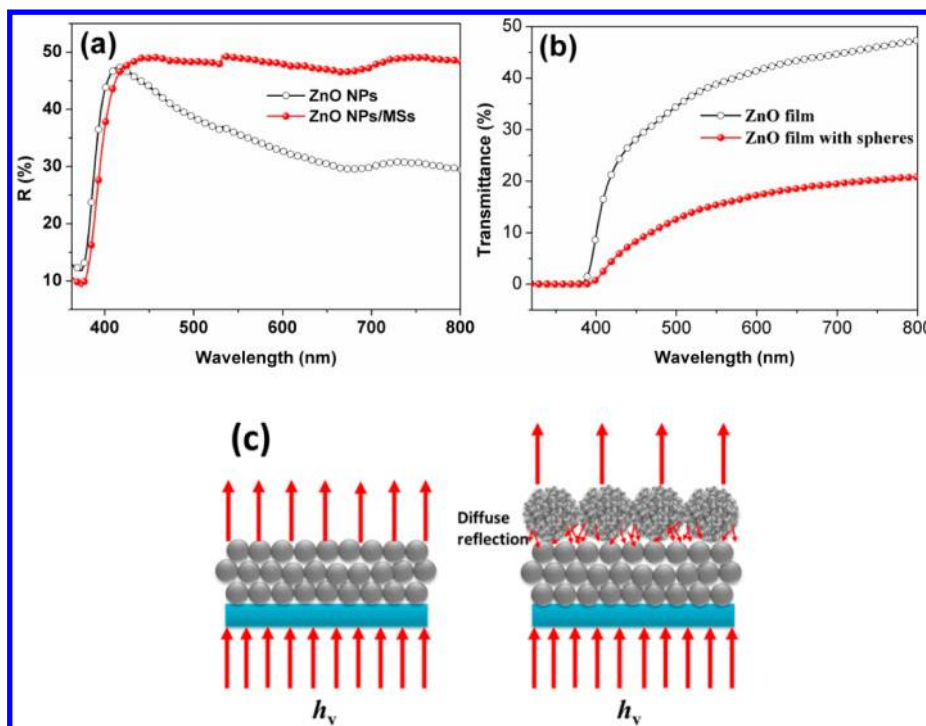 (a)
50
40
30
20
10
R (%)
ZnO NPs
ZnO NPs/MSs
400 500 600 700 800
Wavelength (nm)
(b)
50
40
30
20
10
0
Transmittance (%)
ZnO film
ZnO film with spheres
400 500 600 700 800
Wavelength (nm)
(c)
Diffuse
reflection
hv
hv